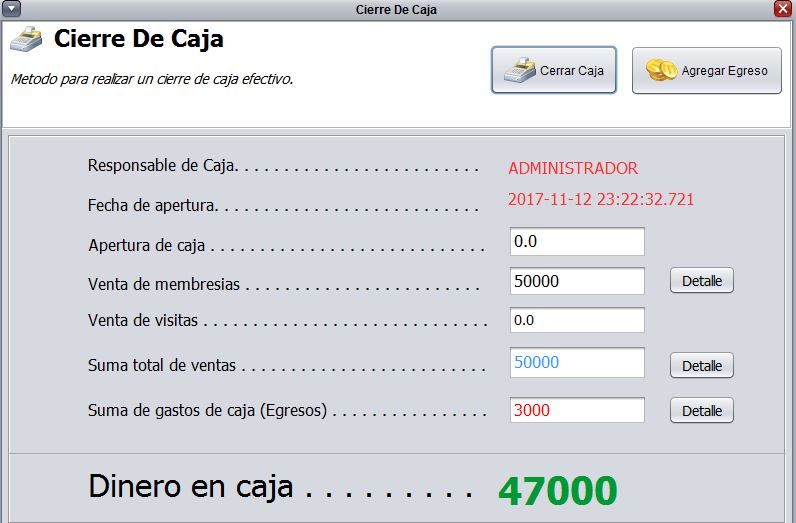 Cierre De Caja
Cierre De Caja
Metodo para realizar un cierre de caja efectivo.
Cerrar Caja
Agregar Egreso
Responsable de Caja. . . . . . . . . . . . . . . . . . . . . . . . . ADMINISTRADOR
Fecha de apertura. . . . . . . . . . . . . . . . . . . . . . . . . . . 2017-11-12 23:22:32.721
Apertura de caja . . . . . . . . . . . . . . . . . . . . . . . . . . . . 0.0
Venta de membresias . . . . . . . . . . . . . . . . . . . . . . . . 50000 Detalle
Venta de visitas . . . . . . . . . . . . . . . . . . . . . . . . . . . . . 0.0
Suma total de ventas . . . . . . . . . . . . . . . . . . . . . . . . . 50000 Detalle
Suma de gastos de caja (Egresos) . . . . . . . . . . . . . . . . 3000 Detalle
Dinero en caja . . . . . . . . . 47000